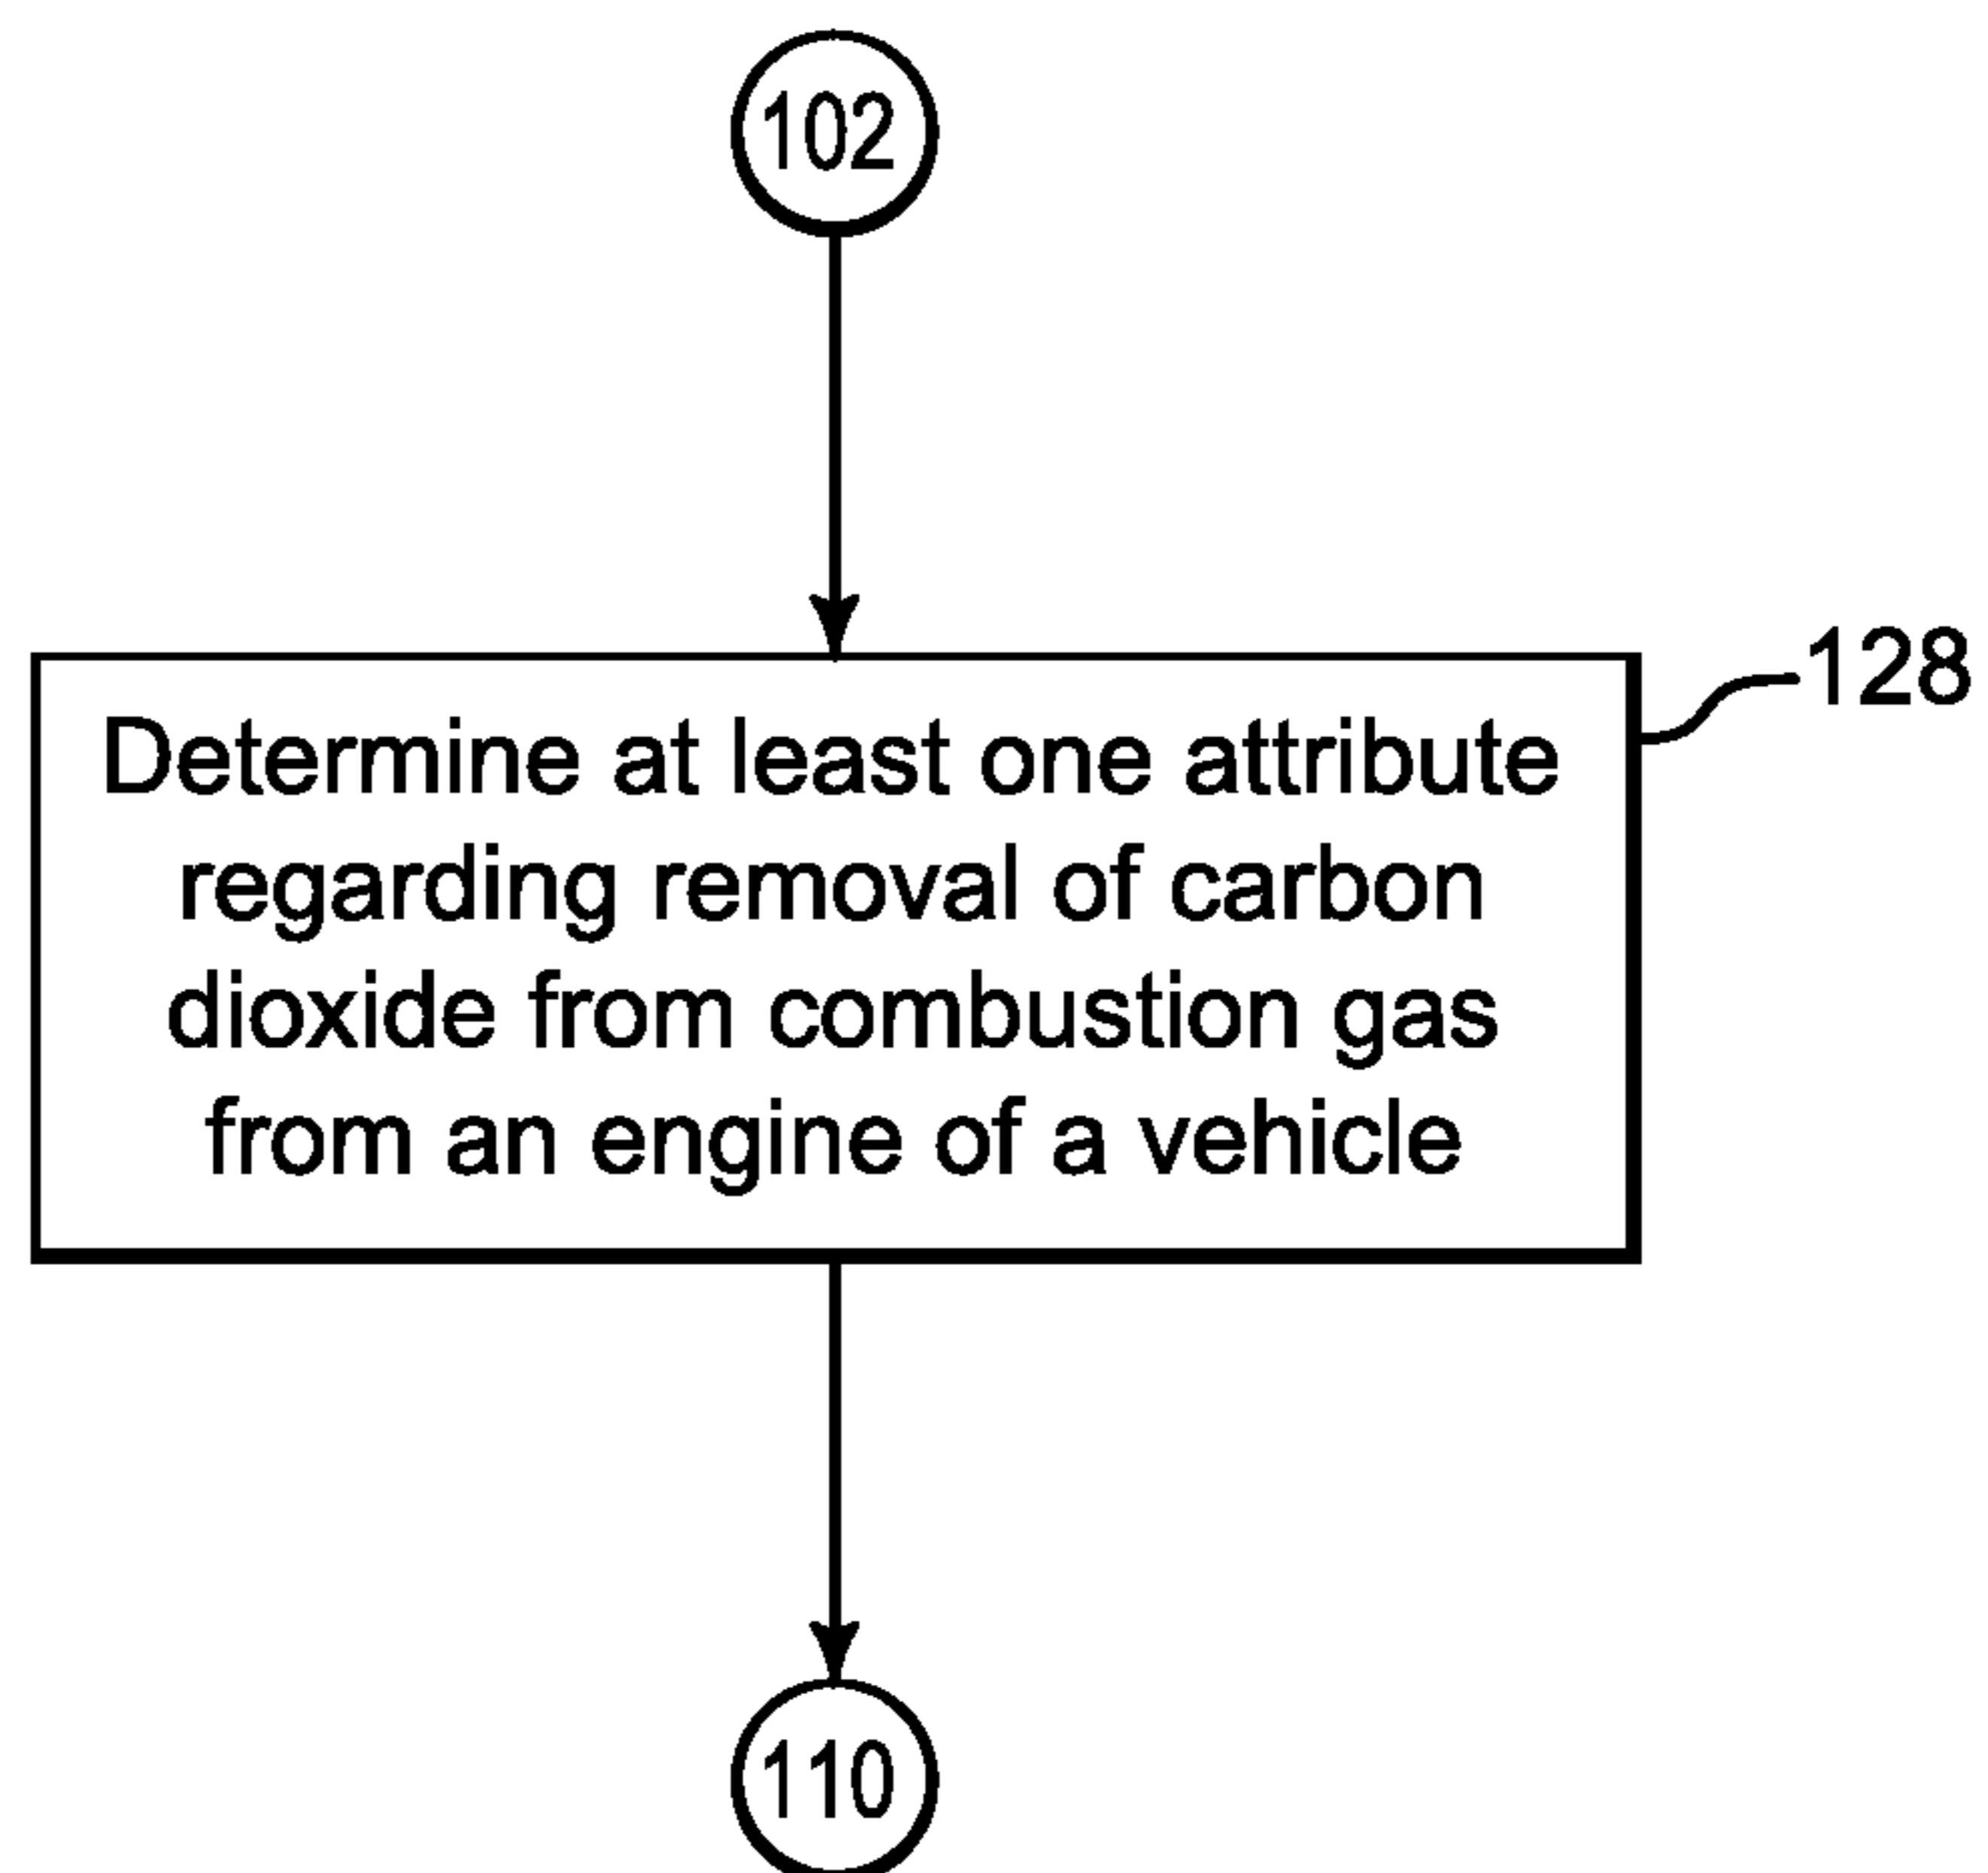 102
128
Determine at least one attribute
regarding removal of carbon
dioxide from combustion gas
from an engine of a vehicle
110